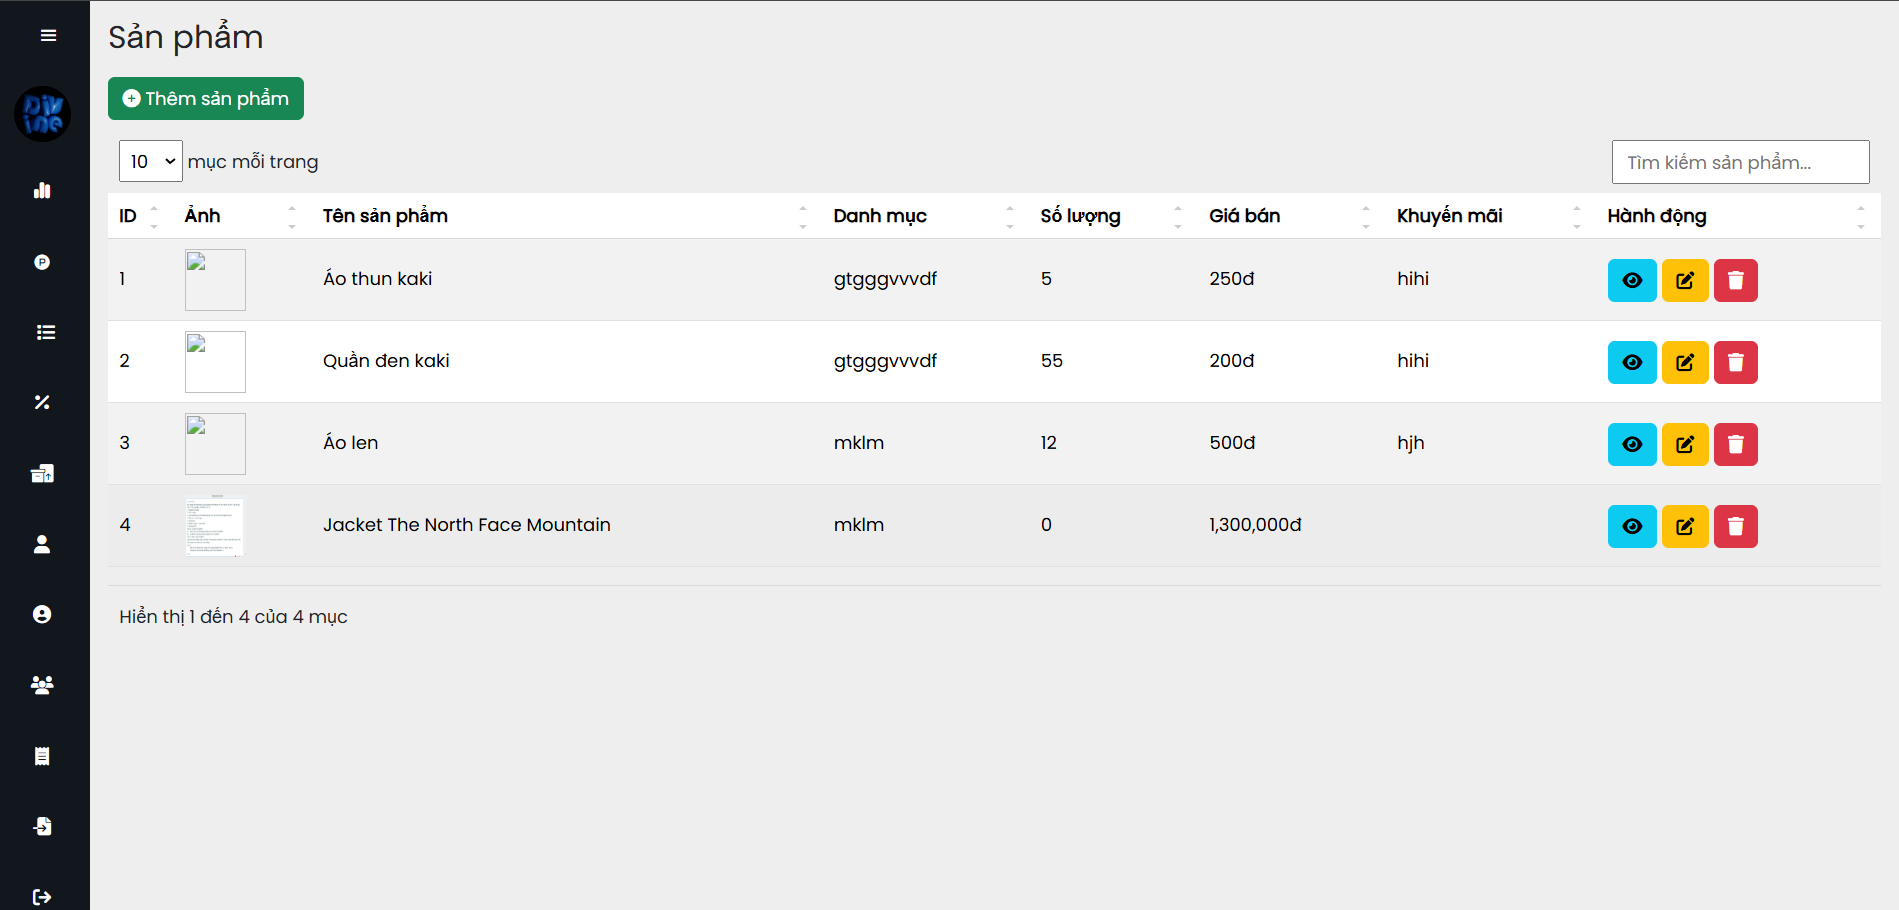 Sản phẩm
Thêm sản phẩm
10 mục mỗi trang
Tìm kiếm sản phẩm...
ID Ảnh Tên sản phẩm Danh mục Số lượng Giá bán Khuyến mãi Hành động
1 Áo thun kaki gtgggvvvdf 5 250đ hihi
2 Quần đen kaki gtgggvvvdf 55 200đ hihi
3 Áo len mklm 12 500đ hjh
4 Jacket The North Face Mountain mklm 0 1,300,000đ
Hiển thị 1 đến 4 của 4 mục
Divine